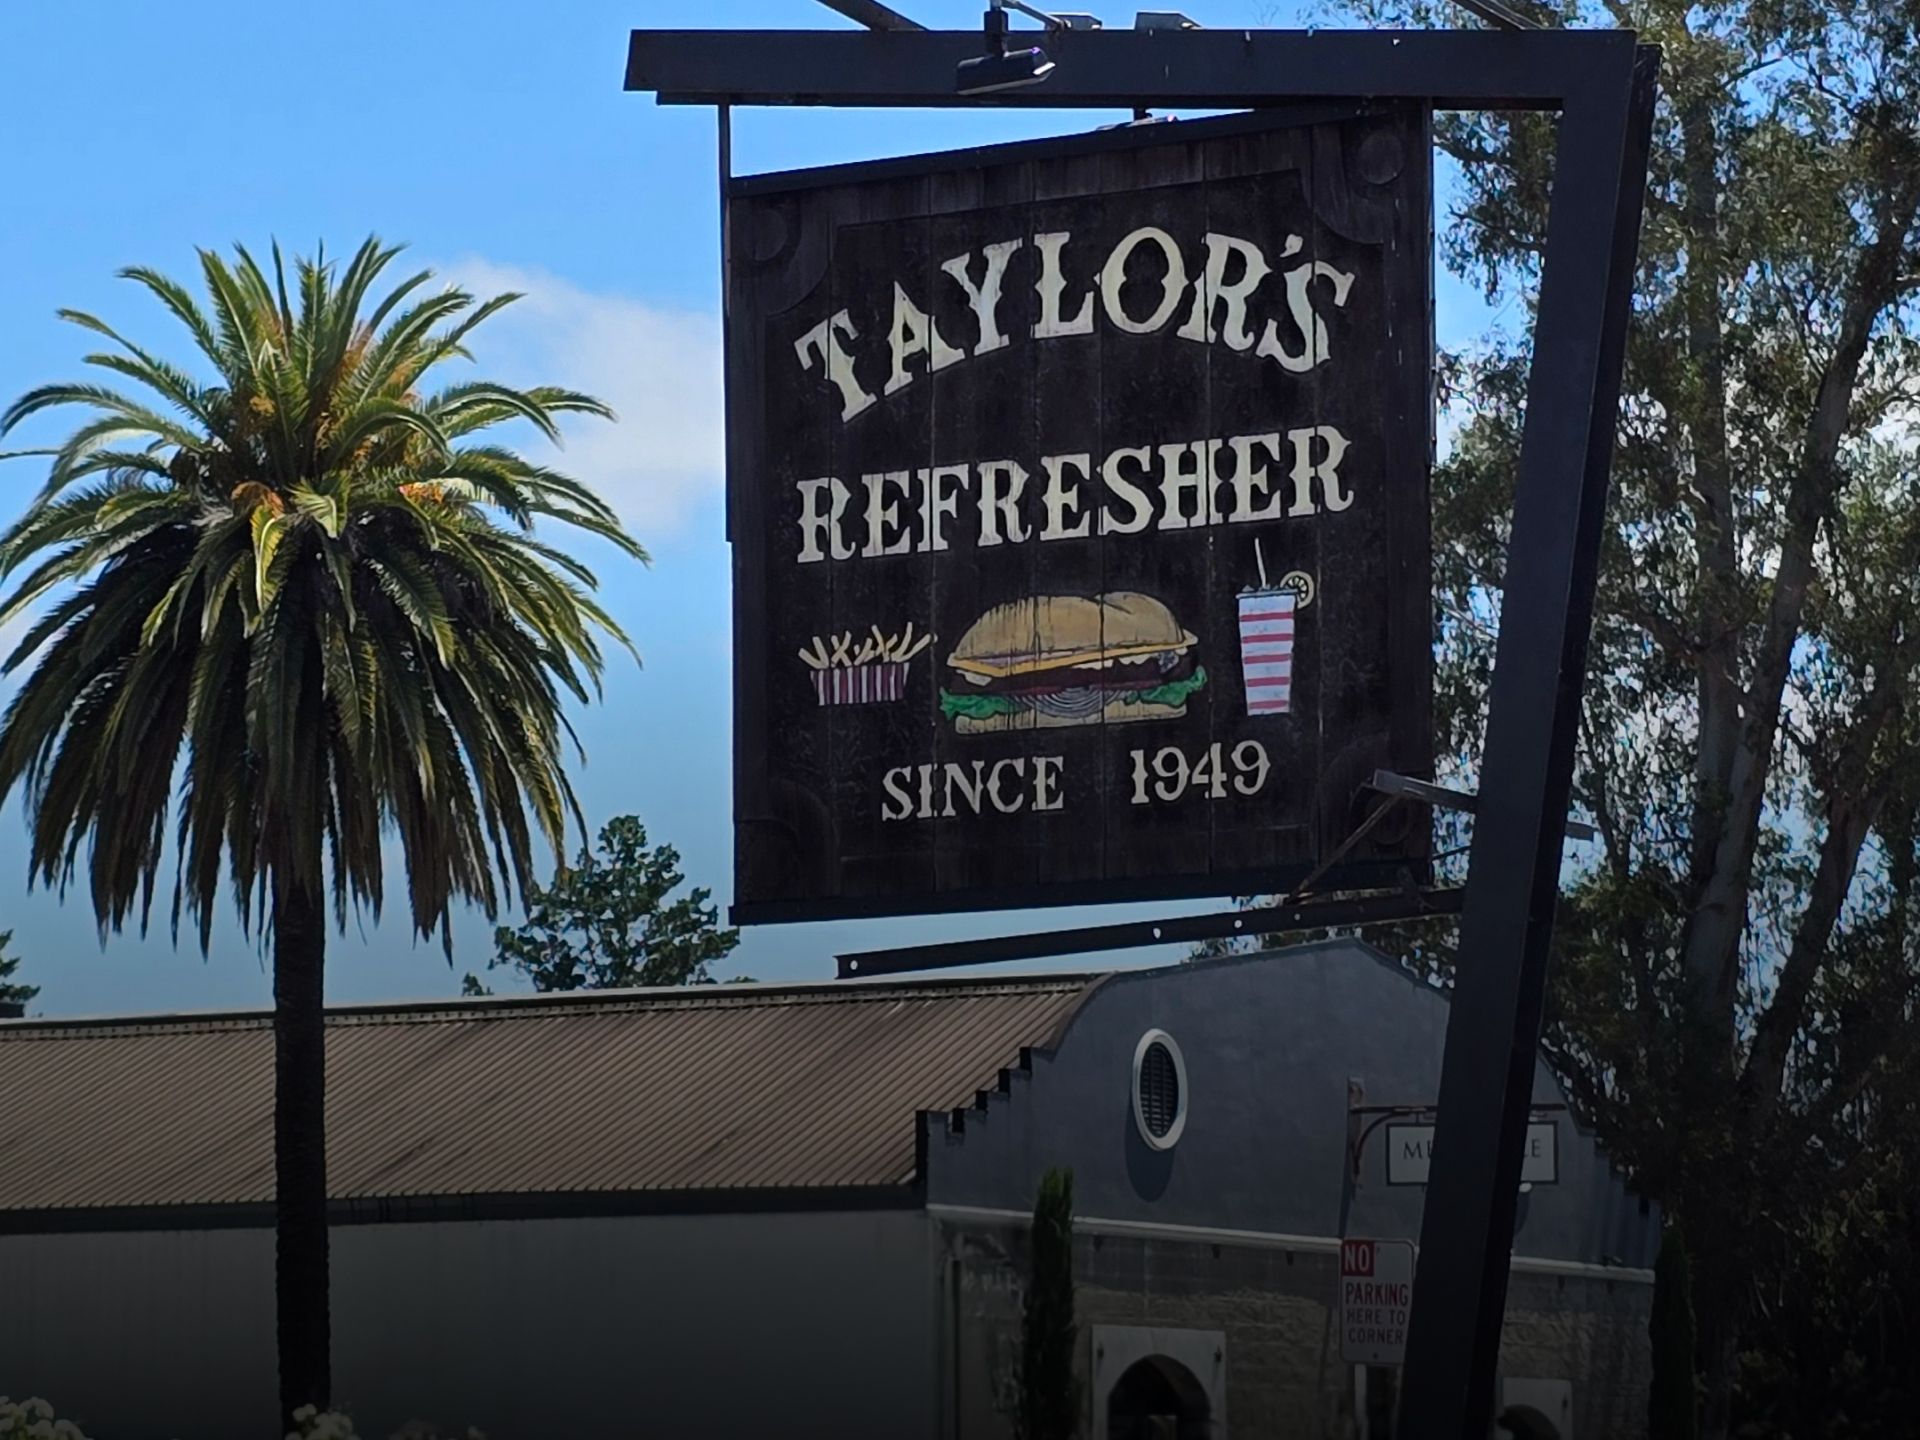 TAYLOR'S
REFRESHER
SINCE 1949
NO
PARKING
HERE TO
CORNER